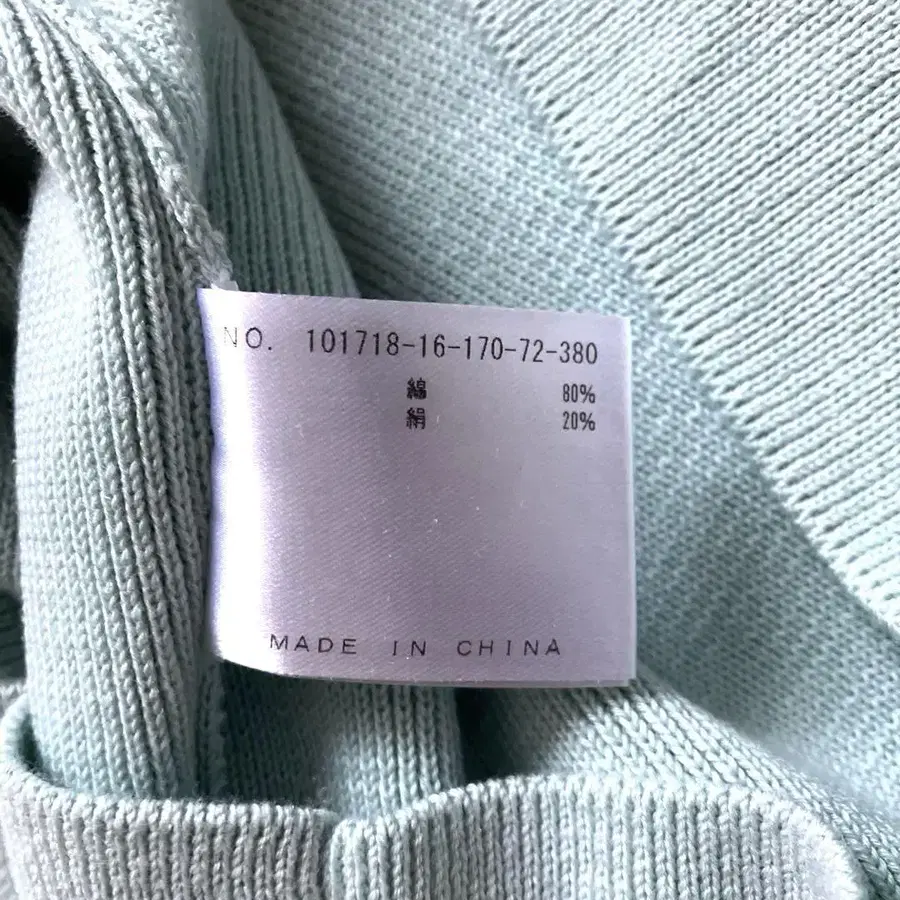 NO. 101718-16-170-72-380
綿 80%
絹 20%
MADE IN CHINA